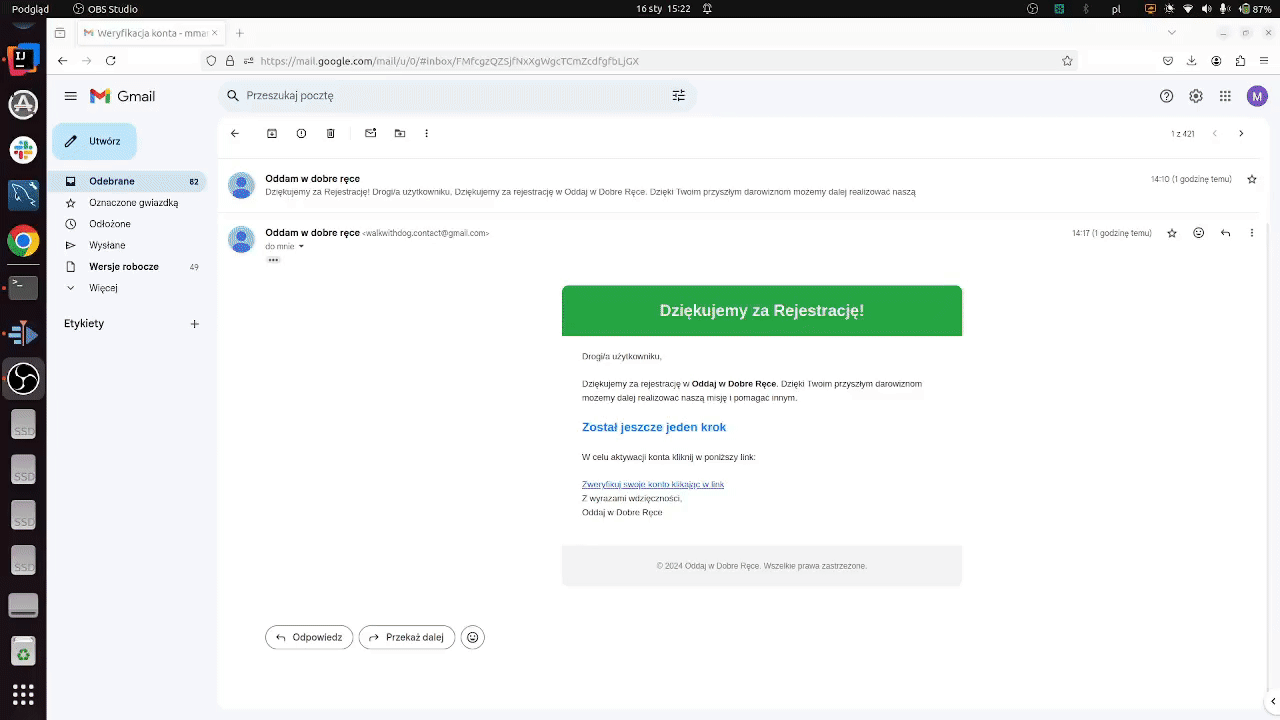 Podgląd
OBS Studio
16 sty 15:22
pl
87%
Weryfikacja konta - mmar
https://mail.google.com/mail/u/0/#inbox/FMfcgzQZSjfNxXgWgcTCmZcdfgfbLjGX
Gmail
Przeszukaj pocztę
M
Utwórz
1 z 421
Odebrane 62
Oznaczone gwiazdką
Odłożone
Wysłane
Wersje robocze 49
Więcej
Etykiety
Oddam w dobre ręce
14:10 (1 godzinę temu)
Dziękujemy za Rejestrację! Drogi/a użytkowniku, Dziękujemy za rejestrację w Oddaj w Dobre Ręce. Dzięki Twoim przyszłym darowiznom możemy dalej realizować naszą
Oddam w dobre ręce <walkwithdog.contact@gmail.com>
14:17 (1 godzinę temu)
do mnie
Dziękujemy za Rejestrację!
Drogi/a użytkowniku,
Dziękujemy za rejestrację w Oddaj w Dobre Ręce. Dzięki Twoim przyszłym darowiznom
możemy dalej realizować naszą misję i pomagać innym.
Został jeszcze jeden krok
W celu aktywacji konta kliknij w poniższy link:
Zweryfikuj swoje konto klikając w link
Z wyrazami wdzięczności,
Oddaj w Dobre Ręce
© 2024 Oddaj w Dobre Ręce. Wszelkie prawa zastrzeżone.
Odpowiedz
Przekaż dalej
SSD
SSD
SSD
SSD